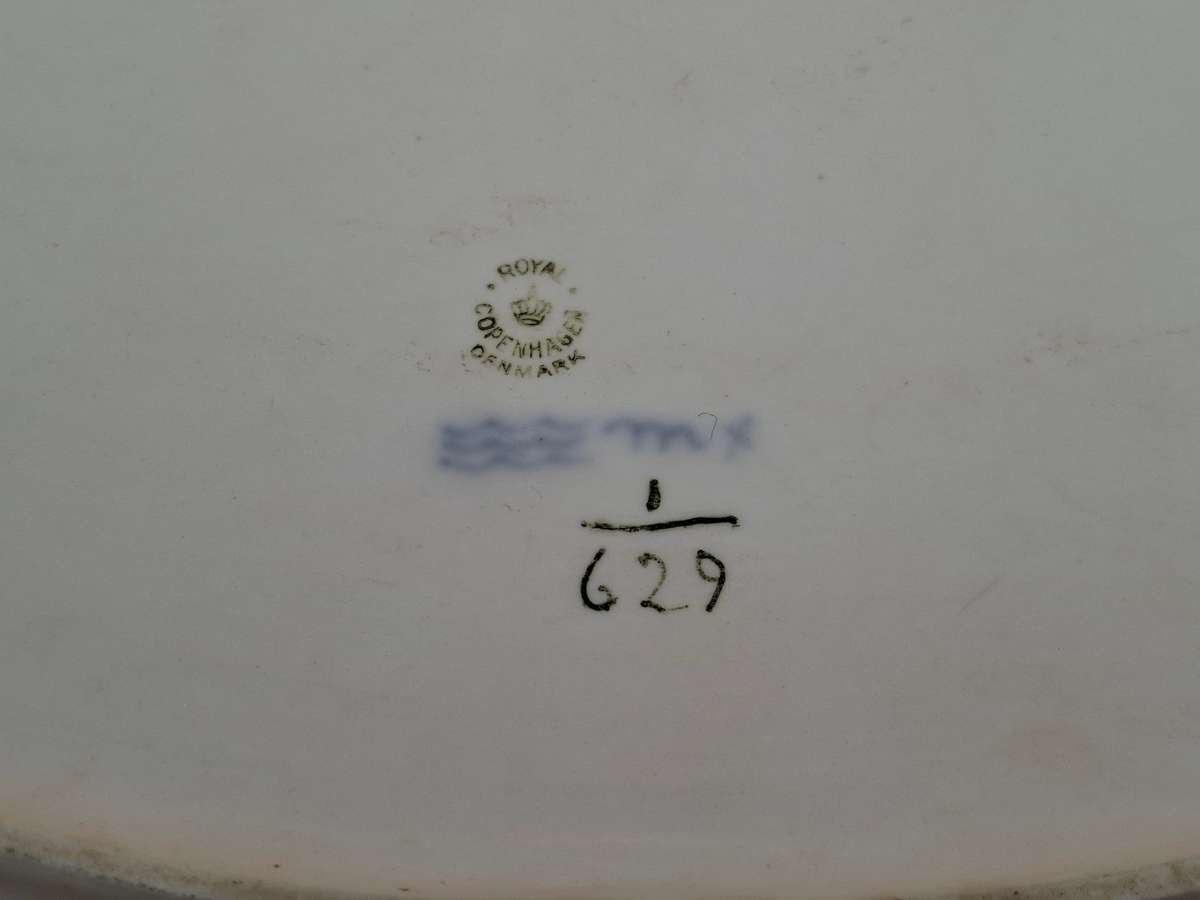 ROYAL
COPENHAGEN
DENMARK
1
629